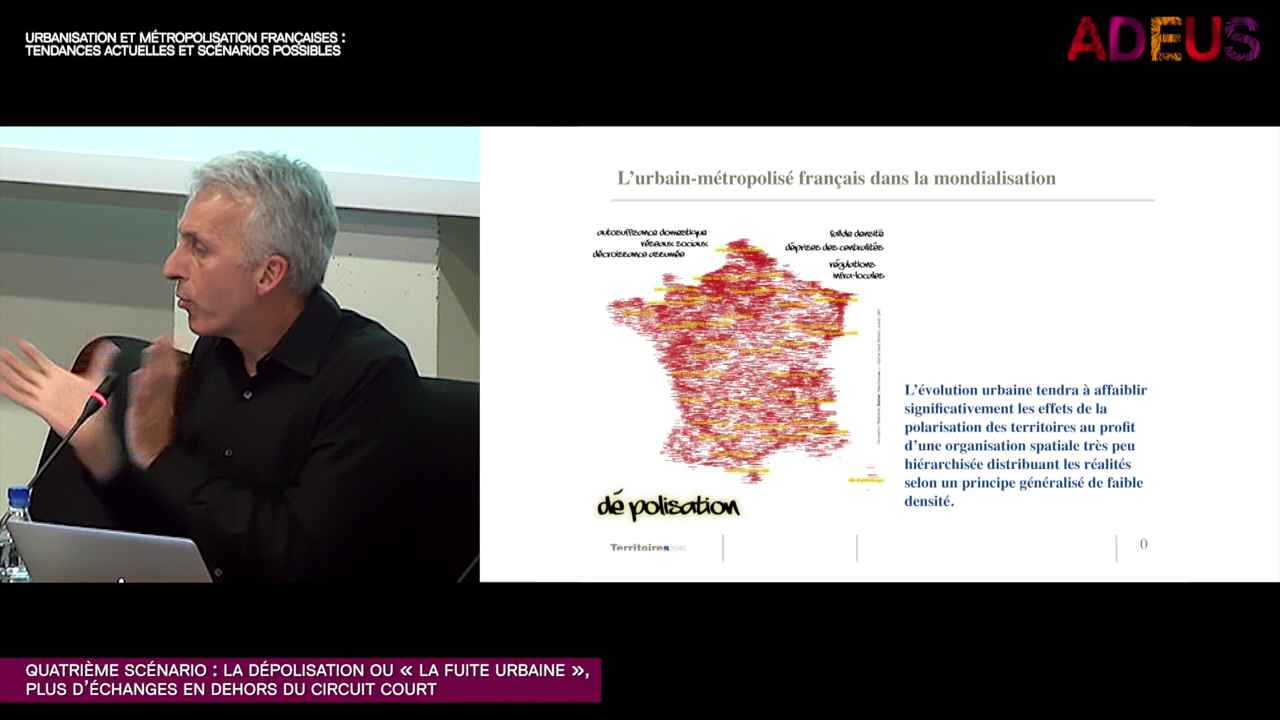 URBANISATION ET MÉTROPOLISATION FRANÇAISES :
TENDANCES ACTUELLES ET SCÉNARIOS POSSIBLES
ADEUS
L'urbain-métropolisé français dans la mondialisation
autosuffisance domestique
réseaux sociaux
décroissance assumée
faible densité
déprises des centralités
régulations
infra-locales
L'évolution urbaine tendra à affaiblir
significativement les effets de la
polarisation des territoires au profit
d'une organisation spatiale très peu
hiérarchisée distribuant les réalités
selon un principe généralisé de faible
densité.
dé polisation
Territoires 2040
0
QUATRIÈME SCÉNARIO : LA DÉPOLISATION OU « LA FUITE URBAINE »,
PLUS D'ÉCHANGES EN DEHORS DU CIRCUIT COURT